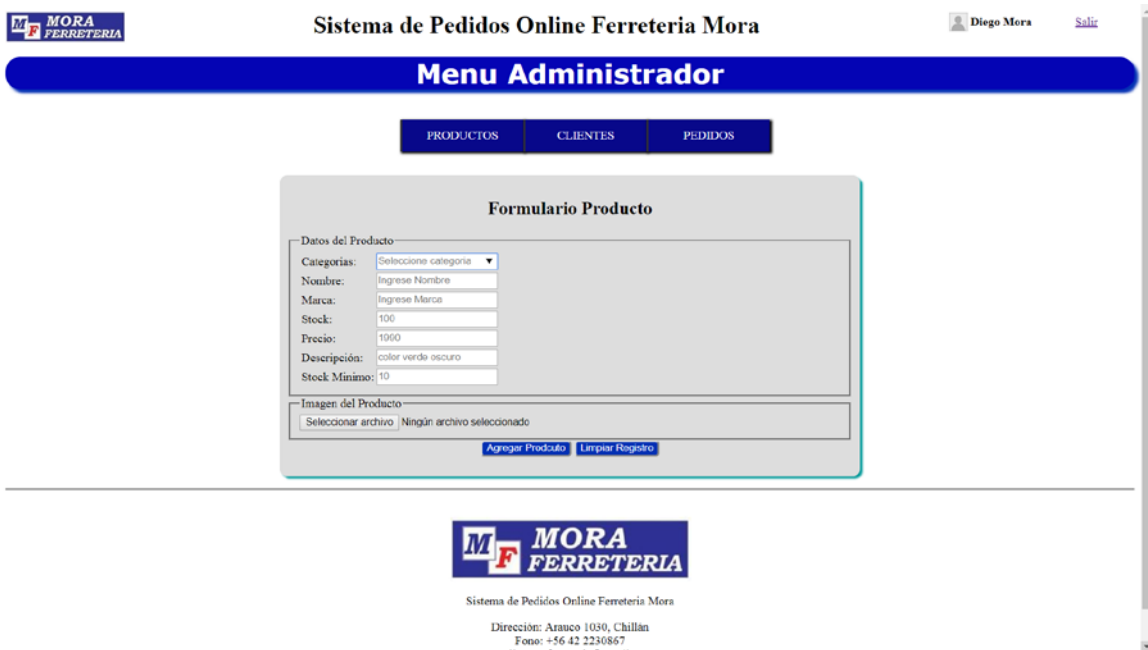 MF MORA FERRETERIA
Sistema de Pedidos Online Ferreteria Mora
Diego Mora
Salir
Menu Administrador
PRODUCTOS CLIENTES PEDIDOS
Formulario Producto
Datos del Producto
Categorias: Seleccione categoria
Nombre: Ingrese Nombre
Marca: Ingrese Marca
Stock: 100
Precio: 1990
Descripción: color verde oscuro
Stock Minimo: 10
Imagen del Producto
Seleccionar archivo Ningún archivo seleccionado
Agregar Prodcuto Limpiar Registro
MF MORA
FERRETERIA
Sistema de Pedidos Online Ferreteria Mora
Dirección: Arauco 1030, Chillán
Fono: +56 42 2230867